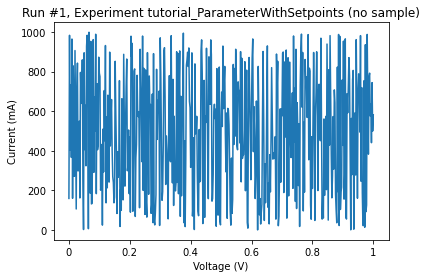 Run #1, Experiment tutorial_ParameterWithSetpoints (no sample)
1000
800
600
400
200
0
Current (mA)
0 0.2 0.4 0.6 0.8 1
Voltage (V)